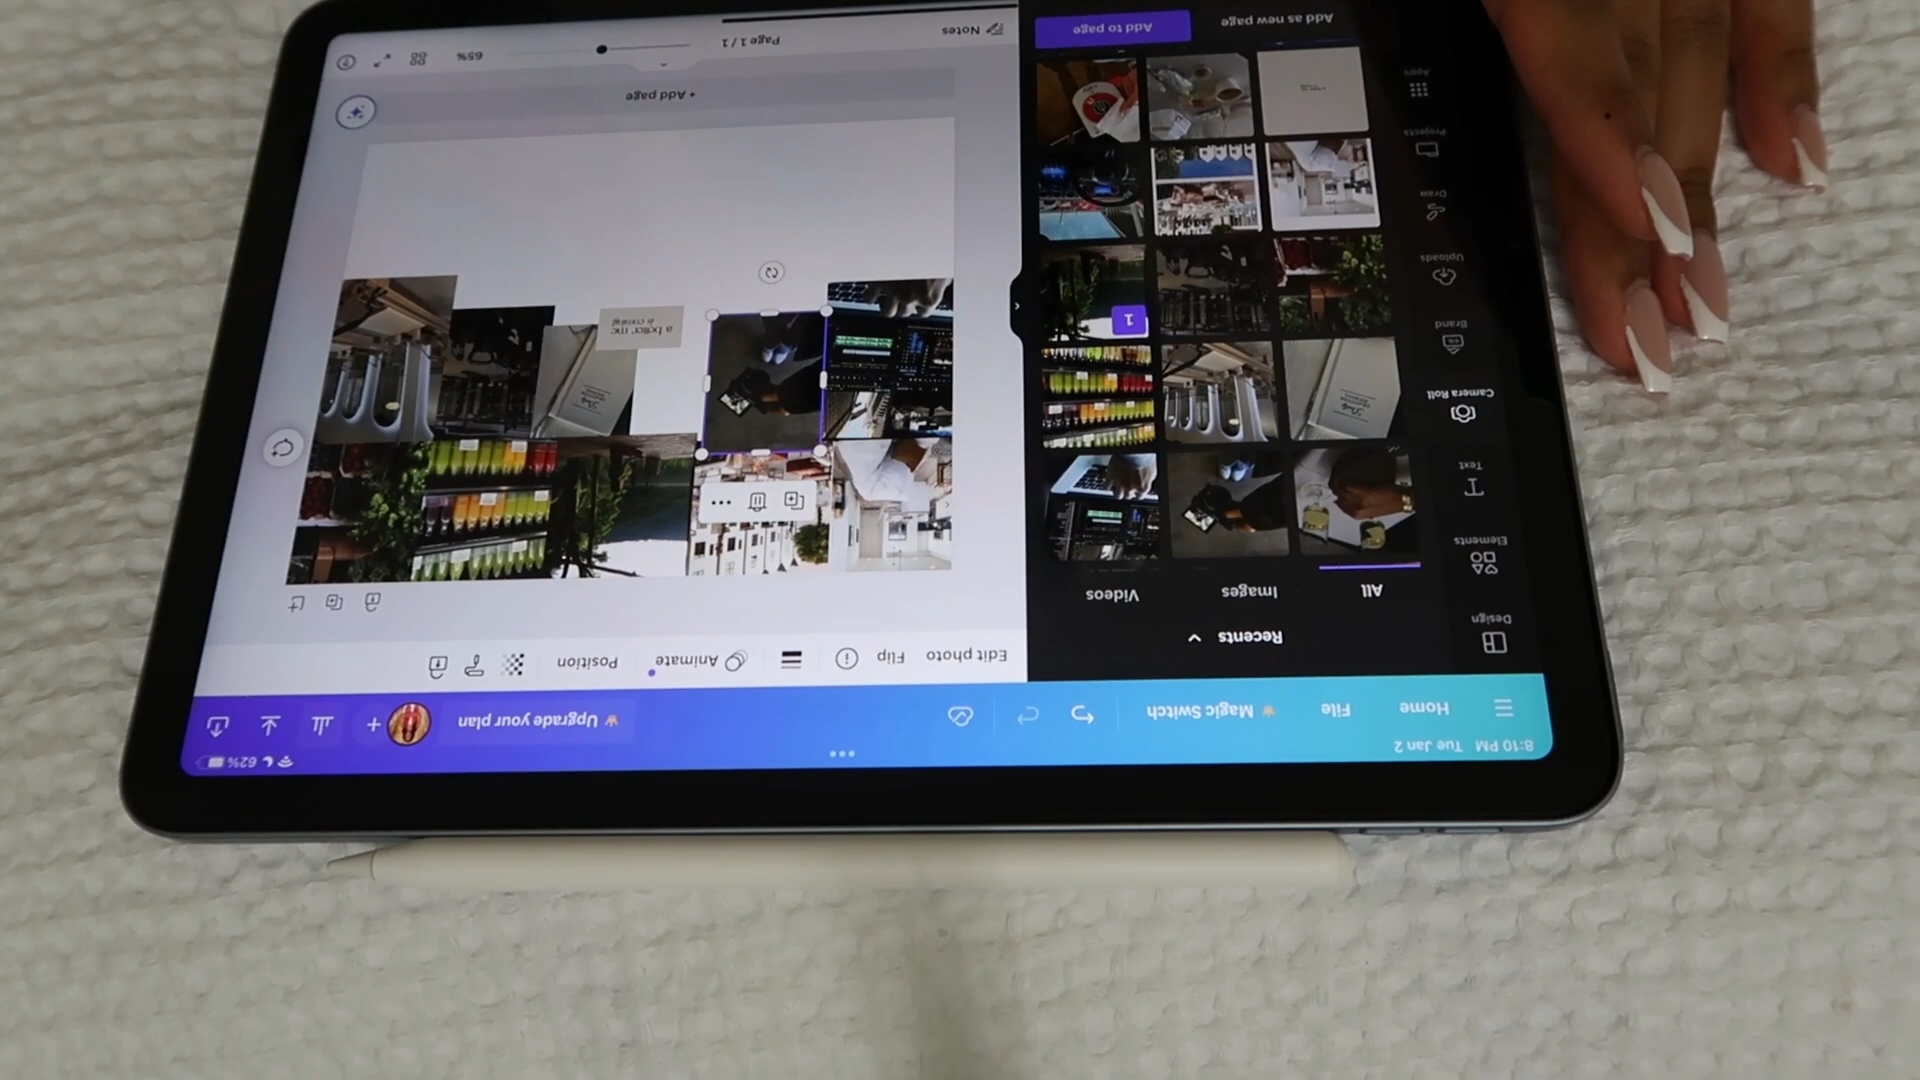 8:10 PM Tue Jan 2
62%
Home
File
Magic Switch
Upgrade your plan
Design
Elements
Text
Camera Roll
Brand
Uploads
Draw
Projects
Apps
Recents
All
Images
Videos
1
Add as new page
Add to page
Edit photo
Flip
Animate
Position
a better me
is coming
+ Add page
Notes
Page 1 / 1
65%